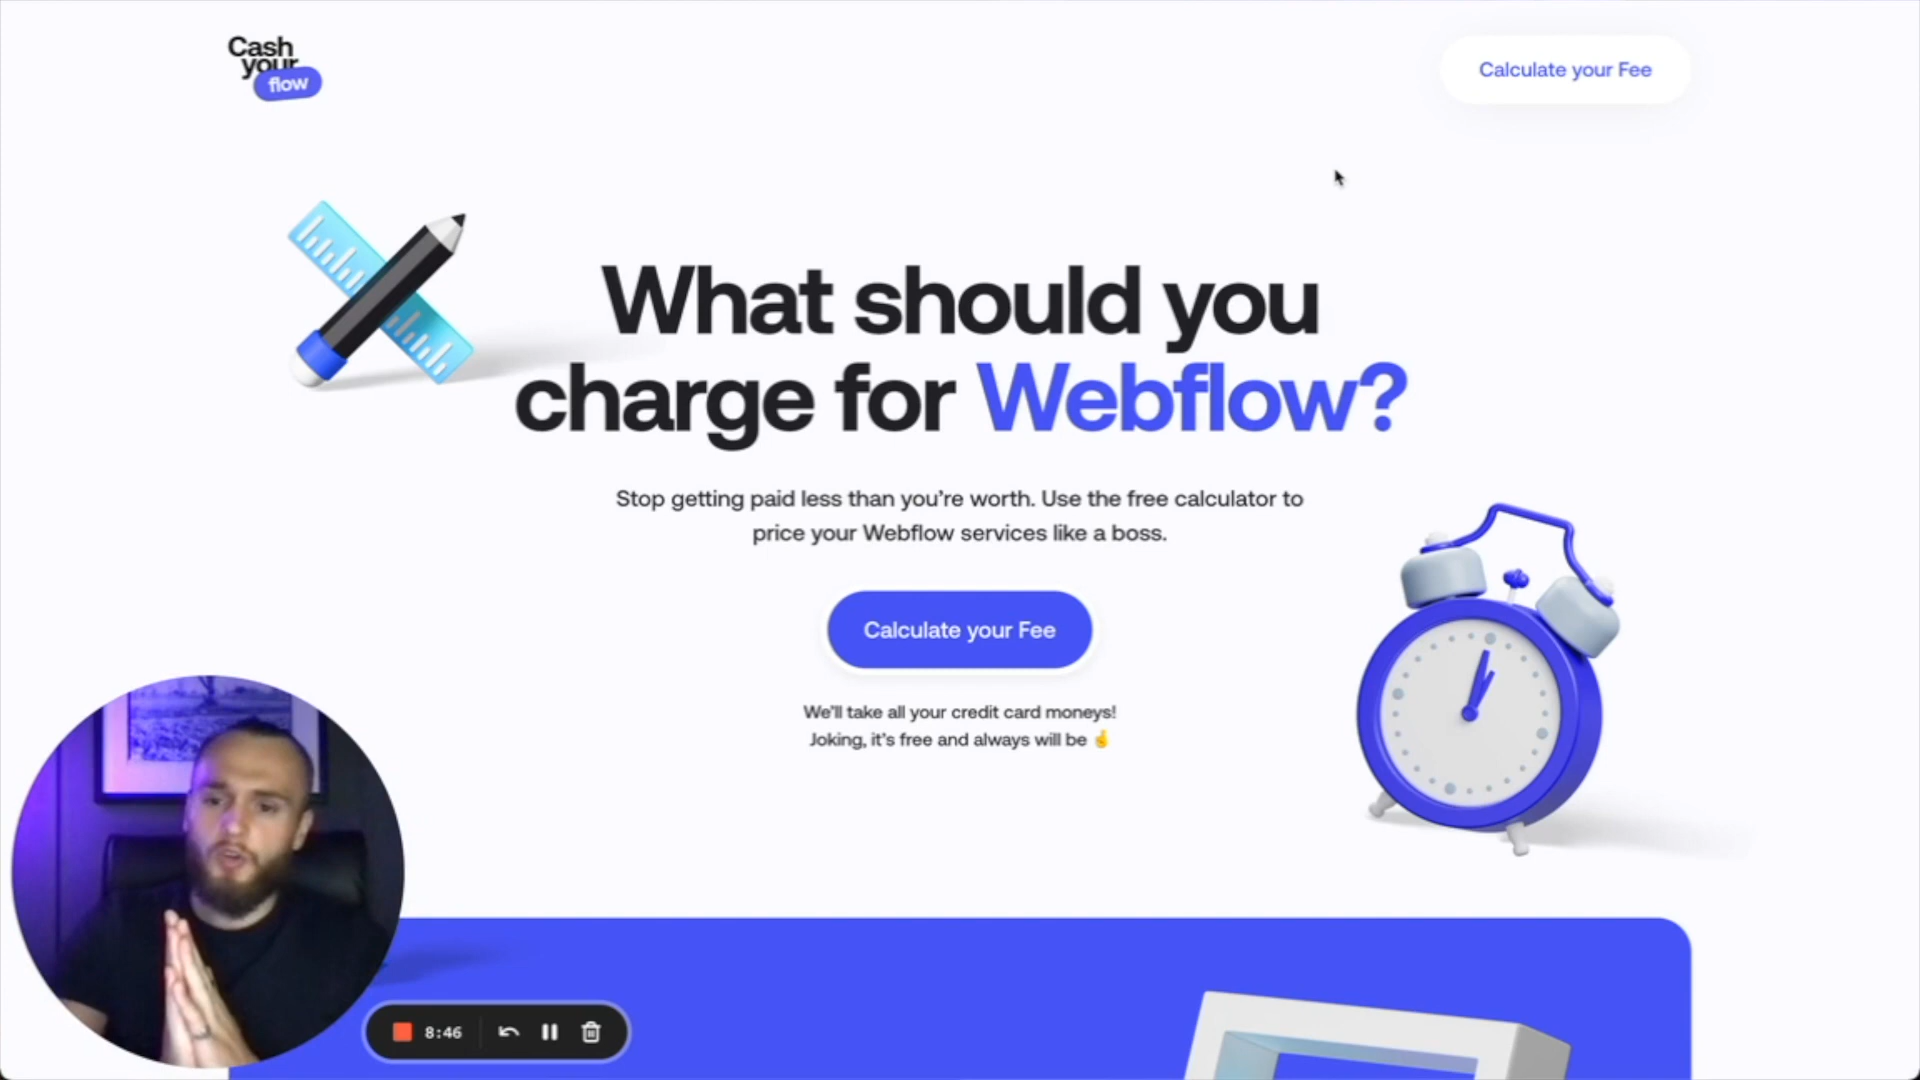 Cash
your
flow
Calculate your Fee
What should you
charge for Webflow?
Stop getting paid less than you’re worth. Use the free calculator to
price your Webflow services like a boss.
Calculate your Fee
We’ll take all your credit card moneys!
Joking, it’s free and always will be 🤞
8:46